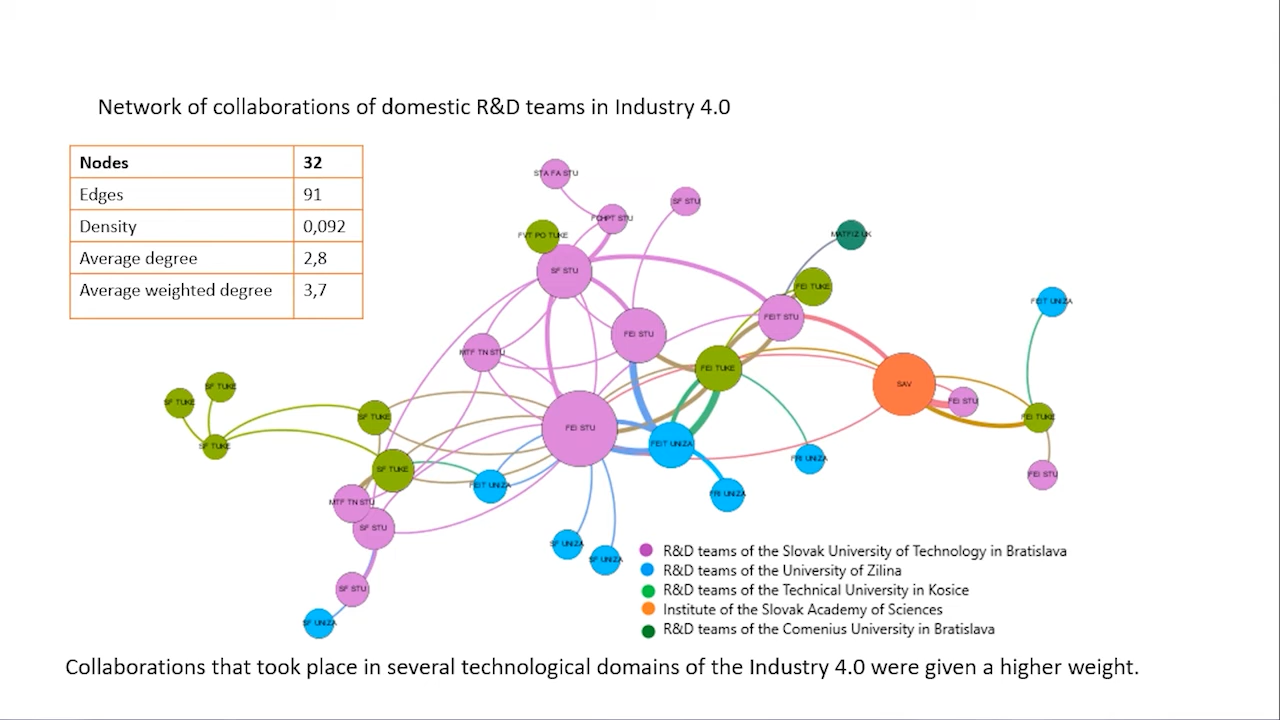 Network of collaborations of domestic R&D teams in Industry 4.0
Nodes 32
Edges 91
Density 0,092
Average degree 2,8
Average weighted degree 3,7
STA FA STU
SF STU
FCHPT STU
FVT PO TUKE
MATFIZ UK
SF STU
FEI TUKE
FEIT UNIZA
FEIT STU
FEI STU
MTF TN STU
FEI TUKE
SAV
SF TUKE
SF TUKE
FEI STU
SF TUKE
FEI TUKE
FEI STU
SF TUKE
FEIT UNIZA
FRI UNIZA
SF TUKE
FEI STU
FEIT UNIZA
FRI UNIZA
MTF TN STU
SF STU
SF UNIZA
SF UNIZA
SF STU
SF UNIZA
R&D teams of the Slovak University of Technology in Bratislava
R&D teams of the University of Zilina
R&D teams of the Technical University in Kosice
Institute of the Slovak Academy of Sciences
R&D teams of the Comenius University in Bratislava
Collaborations that took place in several technological domains of the Industry 4.0 were given a higher weight.